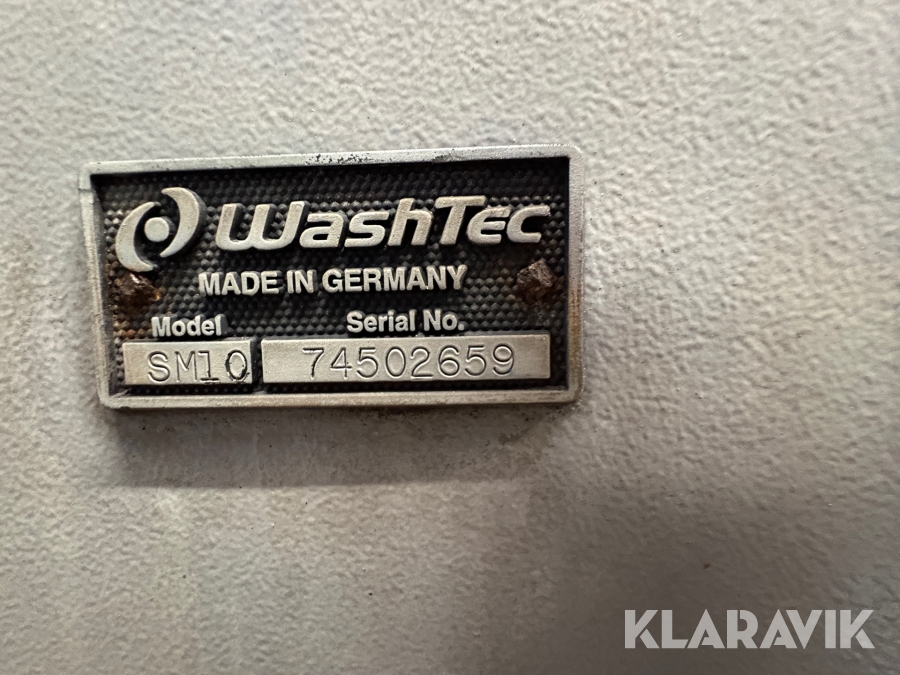 WashTec
MADE IN GERMANY
Model Serial No.
SM10 74502659
KLARAVIK